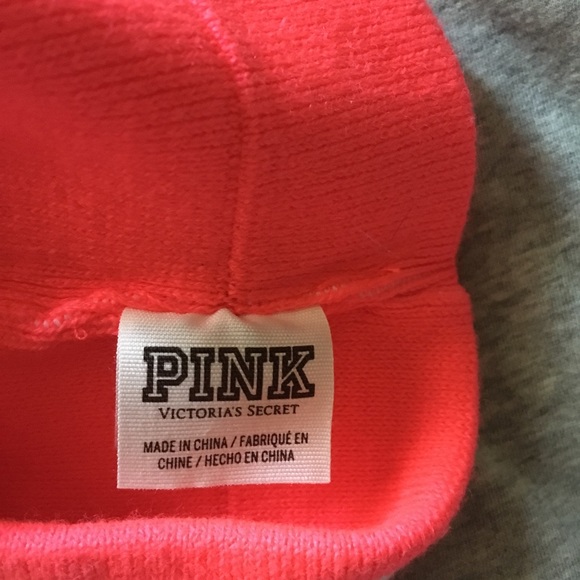 PINK
VICTORIA'S SECRET
MADE IN CHINA / FABRIQUÉ EN
CHINE / HECHO EN CHINA